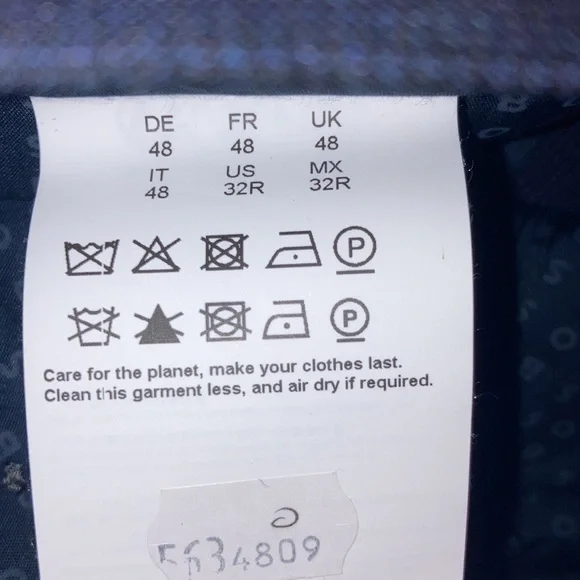 DE FR UK
48 48 48
IT US MX
48 32R 32R
P
P
Care for the planet, make your clothes last.
Clean this garment less, and air dry if required.
5634809